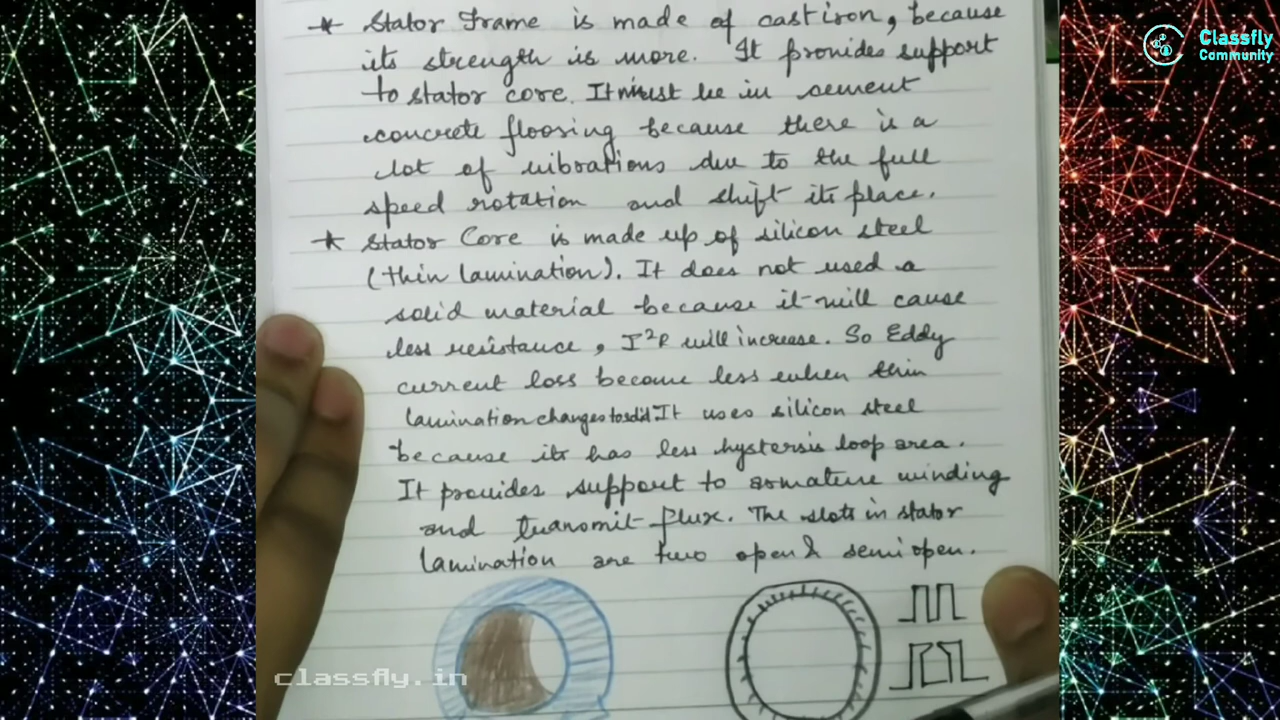 * Stator Frame is made of cast iron, because
its strength is more. It provides support
to stator core. It must be in cement
concrete floosing because there is a
lot of vibrations due to the full
speed rotation and shift its place.
* Stator Core is made up of silicon steel
(thin lamination). It does not used a
solid material because it will cause
less resistance, I²R will increase. So Eddy
current loss become less when thin
lamination changes to solid. It uses silicon steel
because its has less hystersis loop area.
It provides support to armature winding
and transmit flux. The slots in stator
lamination are two open & semi open.
Classfly
Community
classfly.in